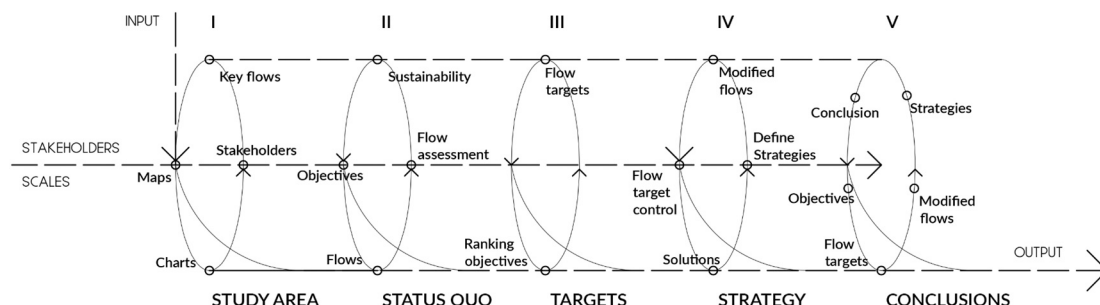 INPUT
I
II
III
IV
V
Key flows
Sustainability
Flow
targets
Modified
flows
Conclusion
Strategies
STAKEHOLDERS
SCALES
Maps
Stakeholders
Objectives
Flow
assessment
Flow
target
control
Define
Strategies
Objectives
Modified
flows
Charts
Flows
Ranking
objectives
Solutions
Flow
targets
OUTPUT
STUDY AREA
STATUS QUO
TARGETS
STRATEGY
CONCLUSIONS